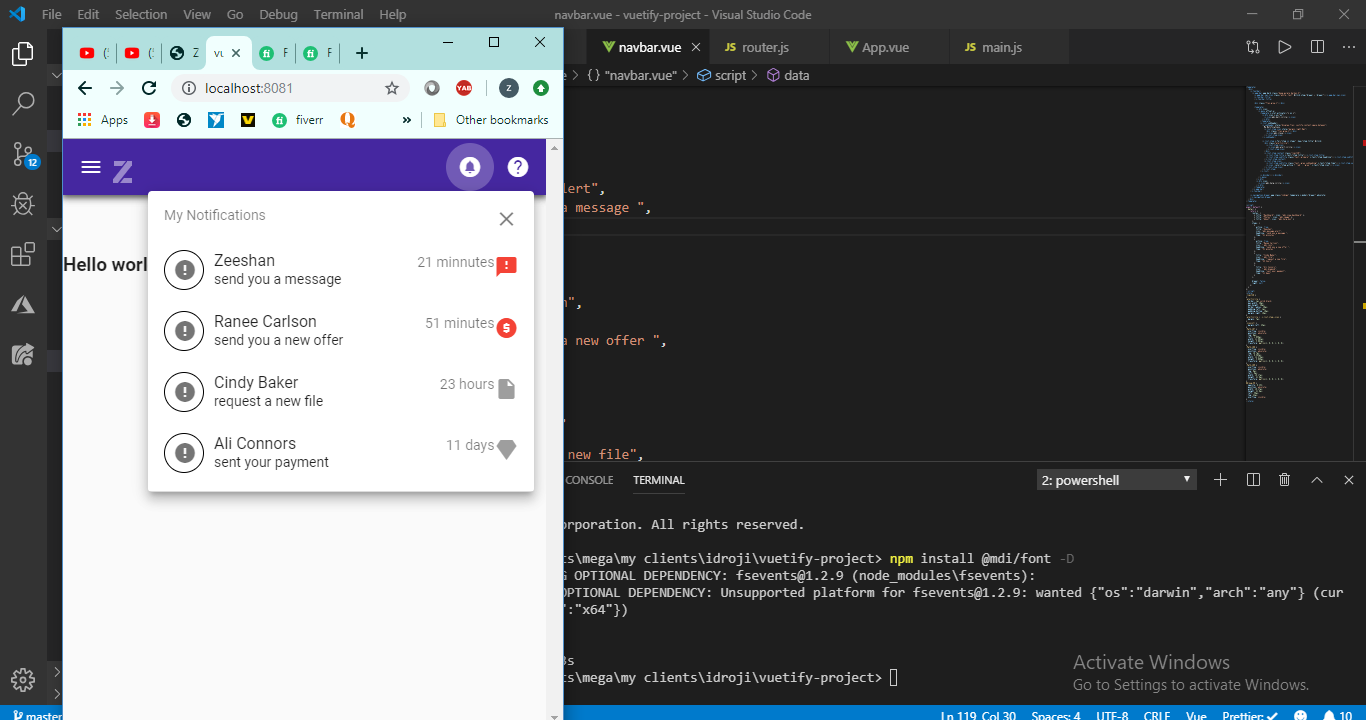 File Edit Selection View Go Debug Terminal Help
navbar.vue - vuetify-project - Visual Studio Code
navbar.vue
JS router.js
App.vue
JS main.js
{ } "navbar.vue" > script > data
localhost:8081
YAB
Z
Apps
fi fiverr
» Other bookmarks
My Notifications
Zeeshan
21 minnutes
send you a message
Ranee Carlson
51 minutes
send you a new offer
Cindy Baker
23 hours
request a new file
Ali Connors
11 days
sent your payment
Hello worl
12
lert",
a message ",
n",
a new offer ",
new file",
CONSOLE
TERMINAL
2: powershell
orporation. All rights reserved.
ts\mega\my clients\idroji\vuetify-project> npm install @mdi/font -D
G OPTIONAL DEPENDENCY: fsevents@1.2.9 (node_modules\fsevents):
OPTIONAL DEPENDENCY: Unsupported platform for fsevents@1.2.9: wanted {"os":"darwin","arch":"any"} (cur
":"x64"})
3s
ts\mega\my clients\idroji\vuetify-project>
Activate Windows
Go to Settings to activate Windows.
master
Ln 119, Col 30
Spaces: 4
UTF-8
CRLF
Vue
Prettier: ✓
10